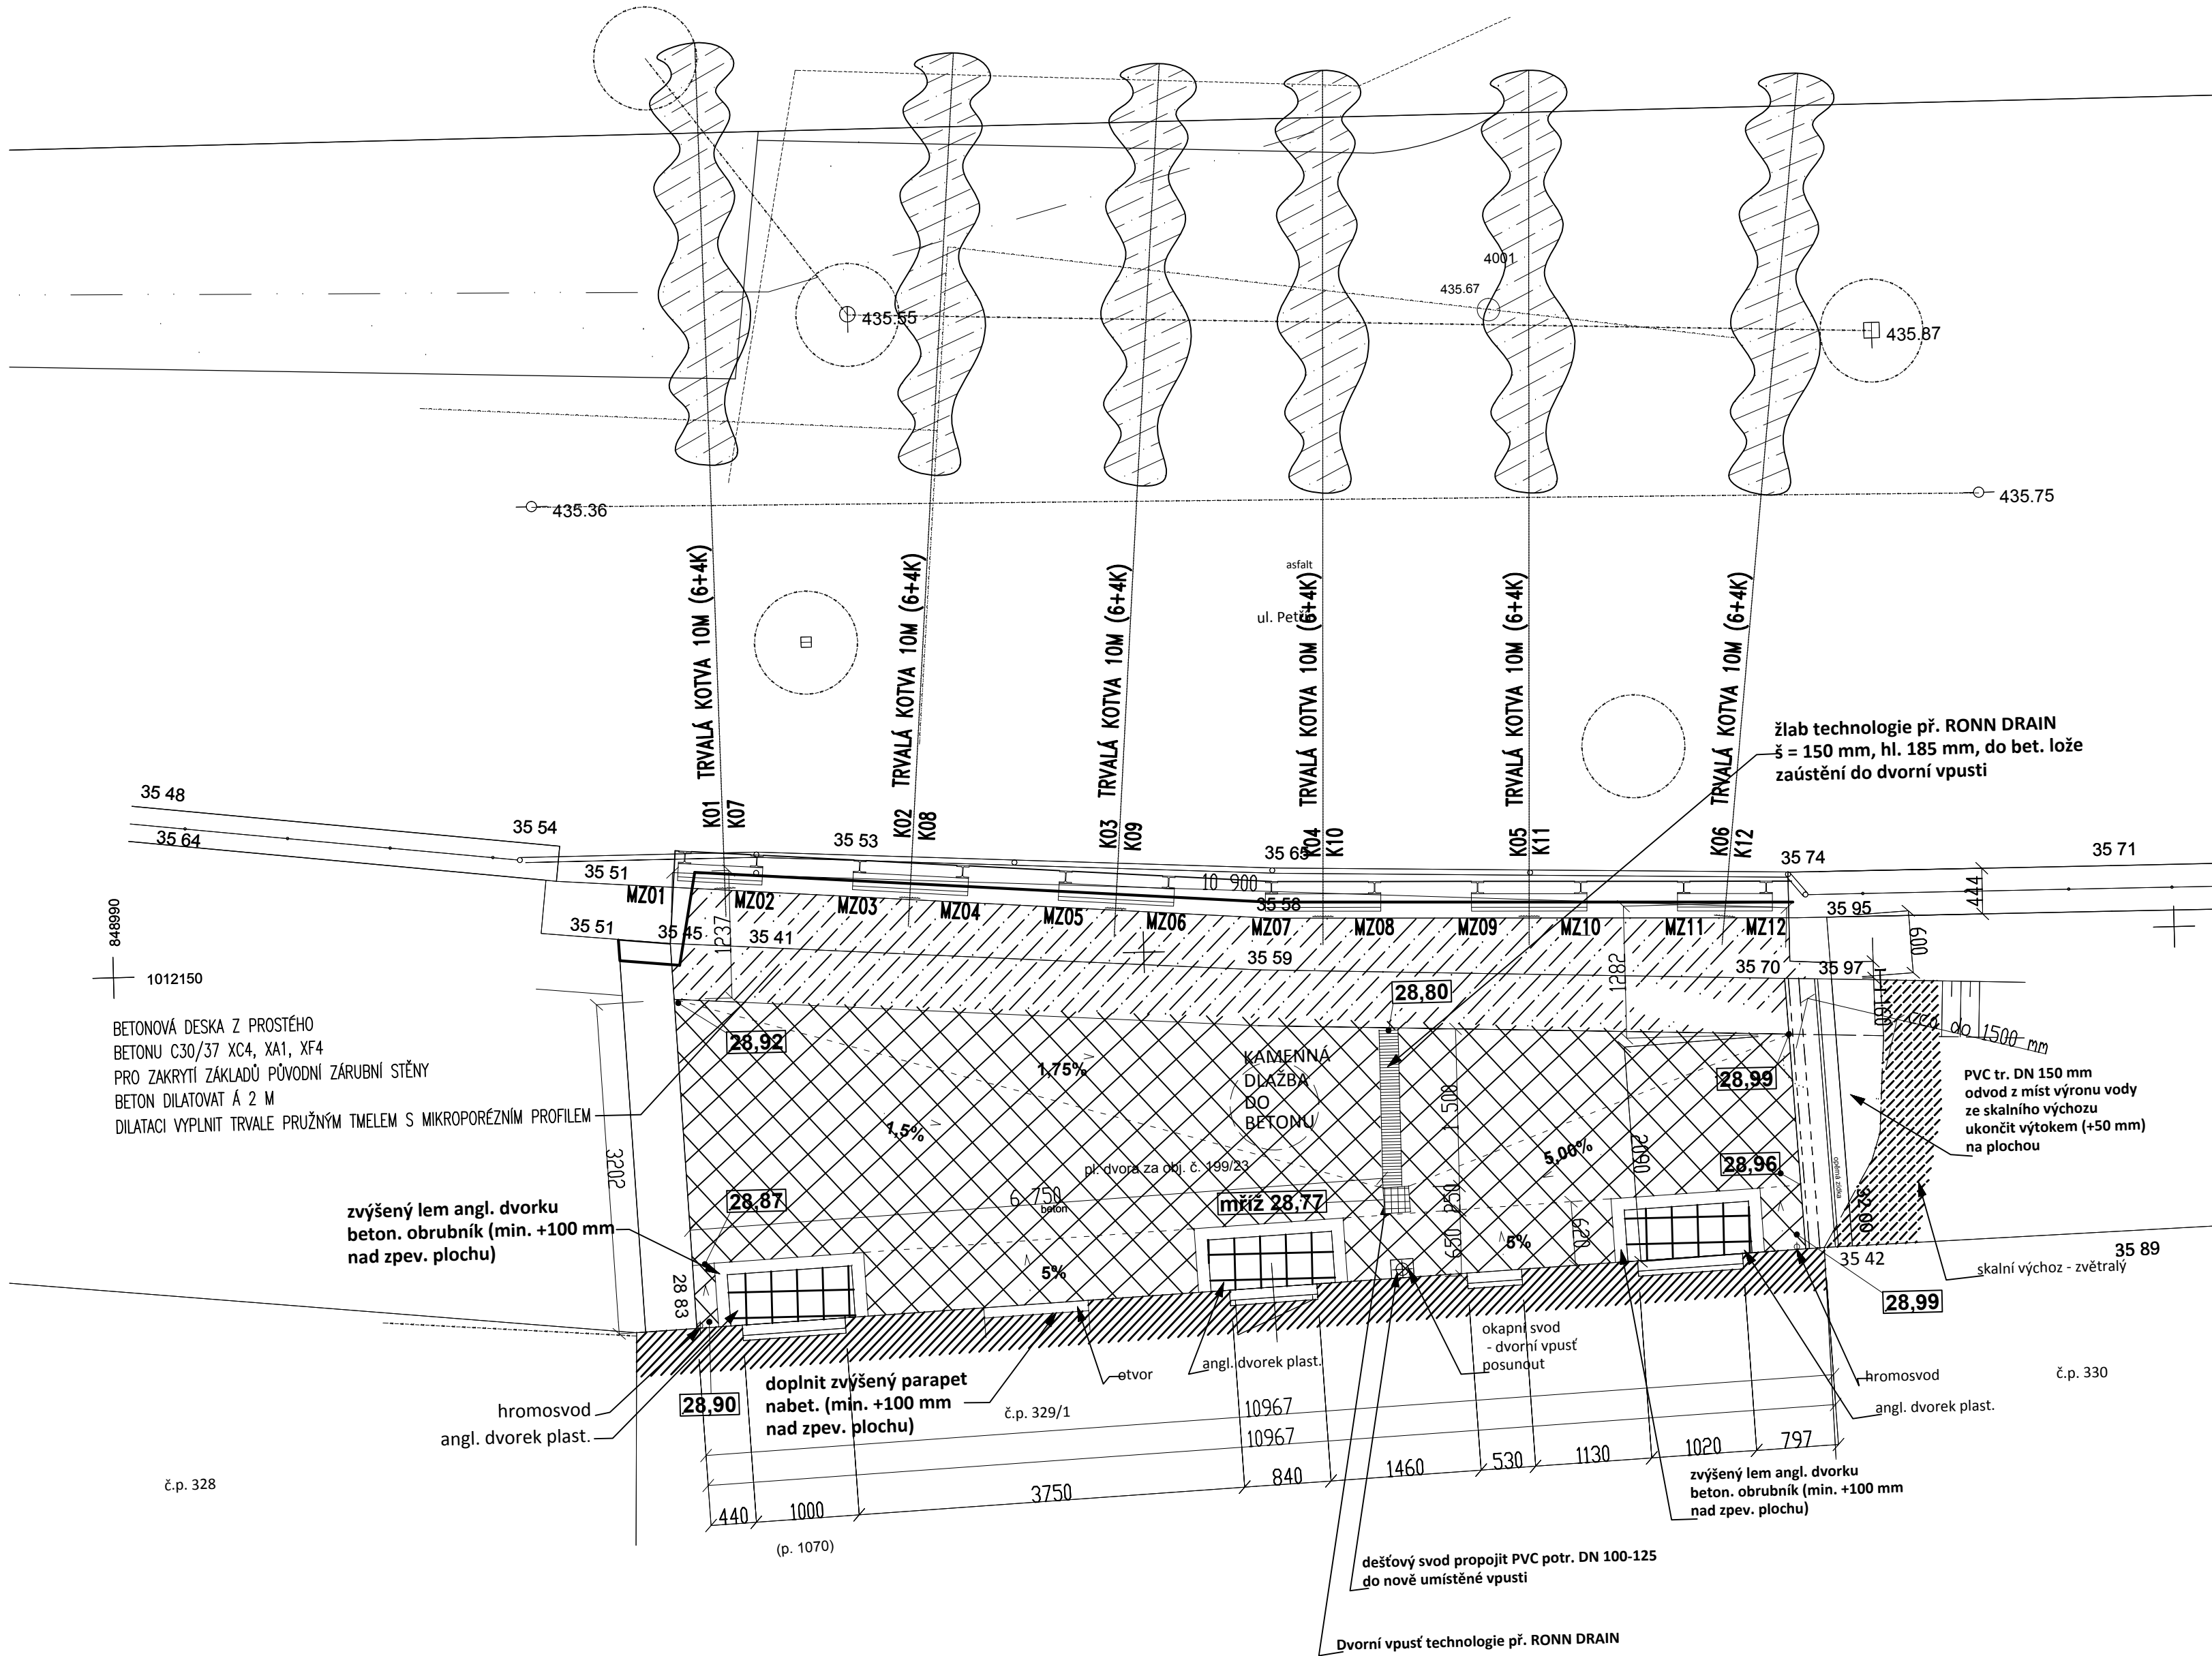 4001
435.67
435.55
435.87
435.36
435.75
TRVALÁ KOTVA 10M (6+4K)
TRVALÁ KOTVA 10M (6+4K)
TRVALÁ KOTVA 10M (6+4K)
TRVALÁ KOTVA 10M (6+4K)
TRVALÁ KOTVA 10M (6+4K)
TRVALÁ KOTVA 10M (6+4K)
asfalt
ul.
žlab technologie př. RONN DRAIN
š = 150 mm, hl. 185 mm, do bet. lože
zaústění do dvorní vpusti
K01
K07
K02
K08
K03
K09
K04
K10
K05
K11
K06
K12
35 48
35 64
35 54
35 53
35 65
35 74
35 71
35 51
10 900
444
MZ01
MZ02
MZ03
MZ04
MZ05
MZ06
MZ07
MZ08
MZ09
MZ10
MZ11
MZ12
35 58
35 95
35 51
35 45
35 41
35 59
35 70
35 97
600
1237
1282
1160
848990
1012150
28,80
28,92
28,99
do 1500 mm
BETONOVÁ DESKA Z PROSTÉHO
BETONU C30/37 XC4, XA1, XF4
PRO ZAKRYTÍ ZÁKLADŮ PŮVODNÍ ZÁRUBNÍ STĚNY
BETON DILATOVAT Á 2 M
DILATACI VYPLNIT TRVALE PRUŽNÝM TMELEM S MIKROPORÉZNÍM PROFILEM
1,75%
1,5%
KAMENNÁ
DLAŽBA
DO
BETONU
1 500
5,00%
2090
PVC tr. DN 150 mm
odvod z míst výronu vody
ze skalního výchozu
ukončit výtokem (+50 mm)
na plochou
3202
pl. dvora za obj. č. 199/23
28,96
opěrná zídka
28,87
6 750
beton
mříž 28,77
250
650
620
5%
5%
zvýšený lem angl. dvorku
beton. obrubník (min. +100 mm
nad zpev. plochu)
28 83
35 42
35 89
skalní výchoz - zvětralý
28,99
okapní svod
- dvorní vpusť
posunout
angl. dvorek plast.
otvor
hromosvod
č.p. 330
angl. dvorek plast.
28,90
doplnit zvýšený parapet
nabet. (min. +100 mm
nad zpev. plochu)
č.p. 329/1
hromosvod
angl. dvorek plast.
č.p. 328
10967
10967
440
1000
3750
840
1460
530
1130
1020
797
(p. 1070)
zvýšený lem angl. dvorku
beton. obrubník (min. +100 mm
nad zpev. plochu)
dešťový svod propojit PVC potr. DN 100-125
do nově umístěné vpusti
Dvorní vpusť technologie př. RONN DRAIN